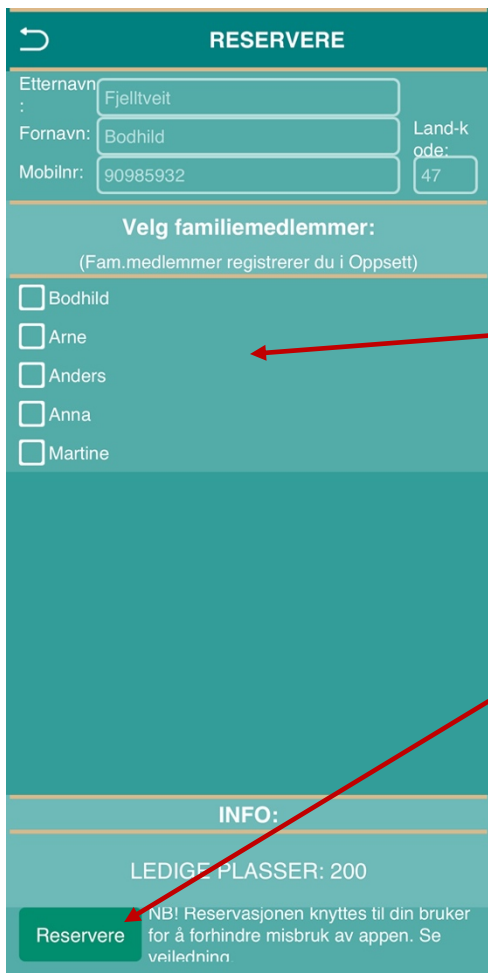 RESERVERE
Etternavn
:
Fjelltveit
Fornavn:
Bodhild
Land-k
ode:
Mobilnr:
90985932
47
Velg familiemedlemmer:
(Fam.medlemmer registrerer du i Oppsett)
Bodhild
Arne
Anders
Anna
Martine
INFO:
LEDIGE PLASSER: 200
Reservere
NB! Reservasjonen knyttes til din bruker
for å forhindre misbruk av appen. Se
veiledning.